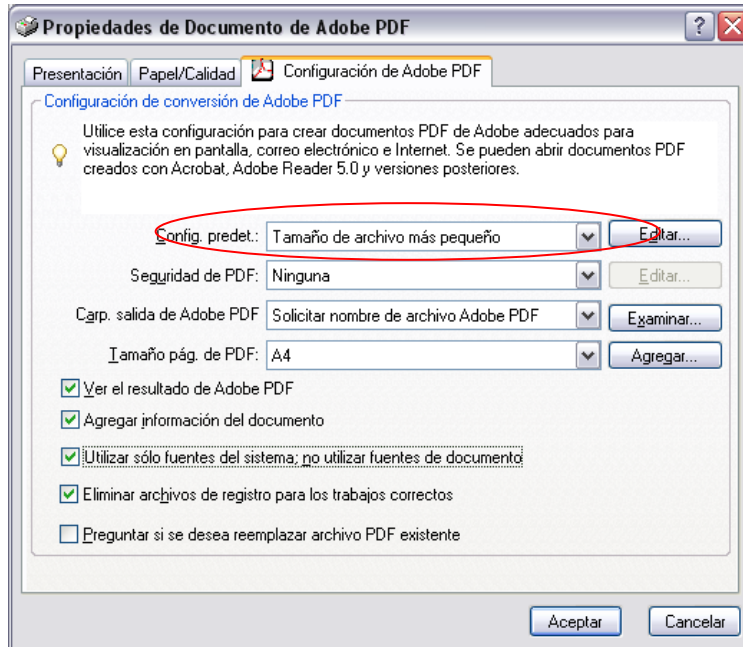 Propiedades de Documento de Adobe PDF
Presentación Papel/Calidad Configuración de Adobe PDF
Configuración de conversión de Adobe PDF
Utilice esta configuración para crear documentos PDF de Adobe adecuados para
visualización en pantalla, correo electrónico e Internet. Se pueden abrir documentos PDF
creados con Acrobat, Adobe Reader 5.0 y versiones posteriores.
Config. predet.: Tamaño de archivo más pequeño Editar...
Seguridad de PDF: Ninguna Editar...
Carp. salida de Adobe PDF Solicitar nombre de archivo Adobe PDF Examinar...
Tamaño pág. de PDF: A4 Agregar...
Ver el resultado de Adobe PDF
Agregar información del documento
Utilizar sólo fuentes del sistema; no utilizar fuentes de documento
Eliminar archivos de registro para los trabajos correctos
Preguntar si se desea reemplazar archivo PDF existente
Aceptar Cancelar